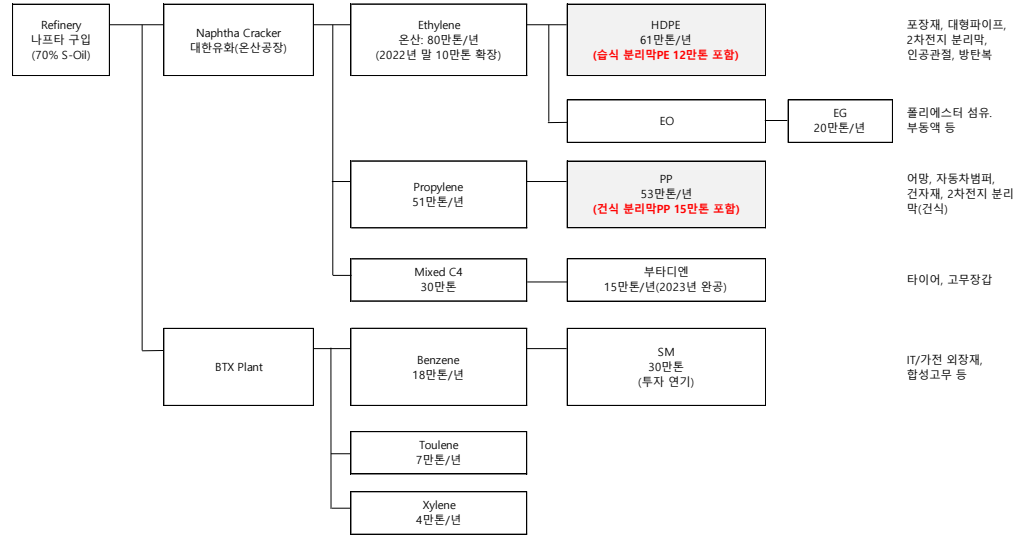 Refinery
나프타 구입
(70% S-Oil)
Naphtha Cracker
대한유화(온산공장)
Ethylene
온산: 80만톤/년
(2022년 말 10만톤 확장)
HDPE
61만톤/년
(습식 분리막PE 12만톤 포함)
포장재, 대형파이프,
2차전지 분리막,
인공관절, 방탄복
EO
EG
20만톤/년
폴리에스터 섬유.
부동액 등
Propylene
51만톤/년
PP
53만톤/년
(건식 분리막PP 15만톤 포함)
어망, 자동차범퍼,
건자재, 2차전지 분리
막(건식)
Mixed C4
30만톤
부타디엔
15만톤/년(2023년 완공)
타이어, 고무장갑
BTX Plant
Benzene
18만톤/년
SM
30만톤
(투자 연기)
IT/가전 외장재,
합성고무 등
Toulene
7만톤/년
Xylene
4만톤/년